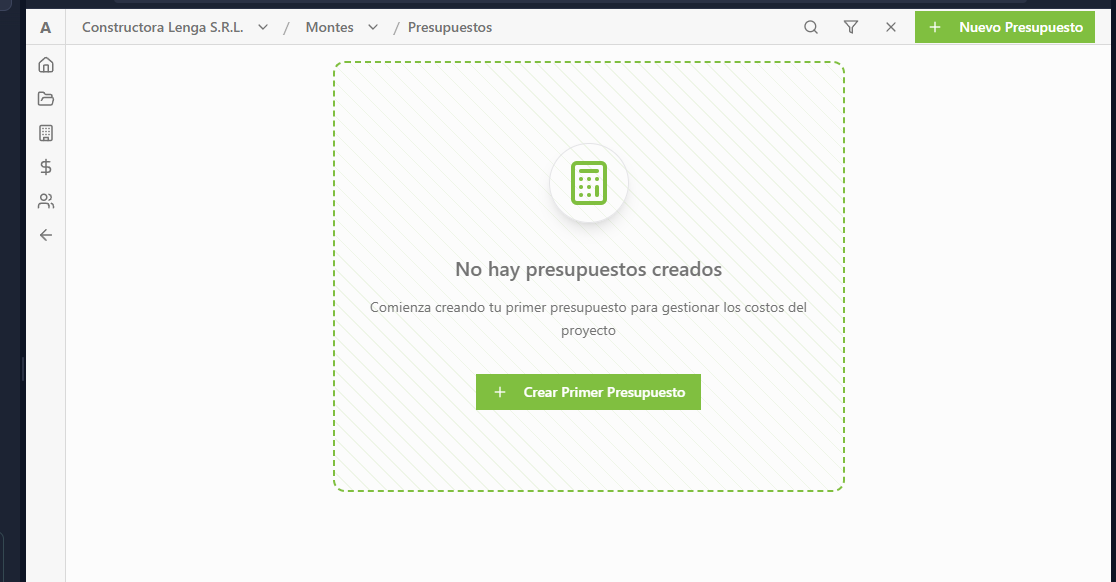 A Constructora Lenga S.R.L. / Montes / Presupuestos Nuevo Presupuesto
No hay presupuestos creados
Comienza creando tu primer presupuesto para gestionar los costos del
proyecto
Crear Primer Presupuesto